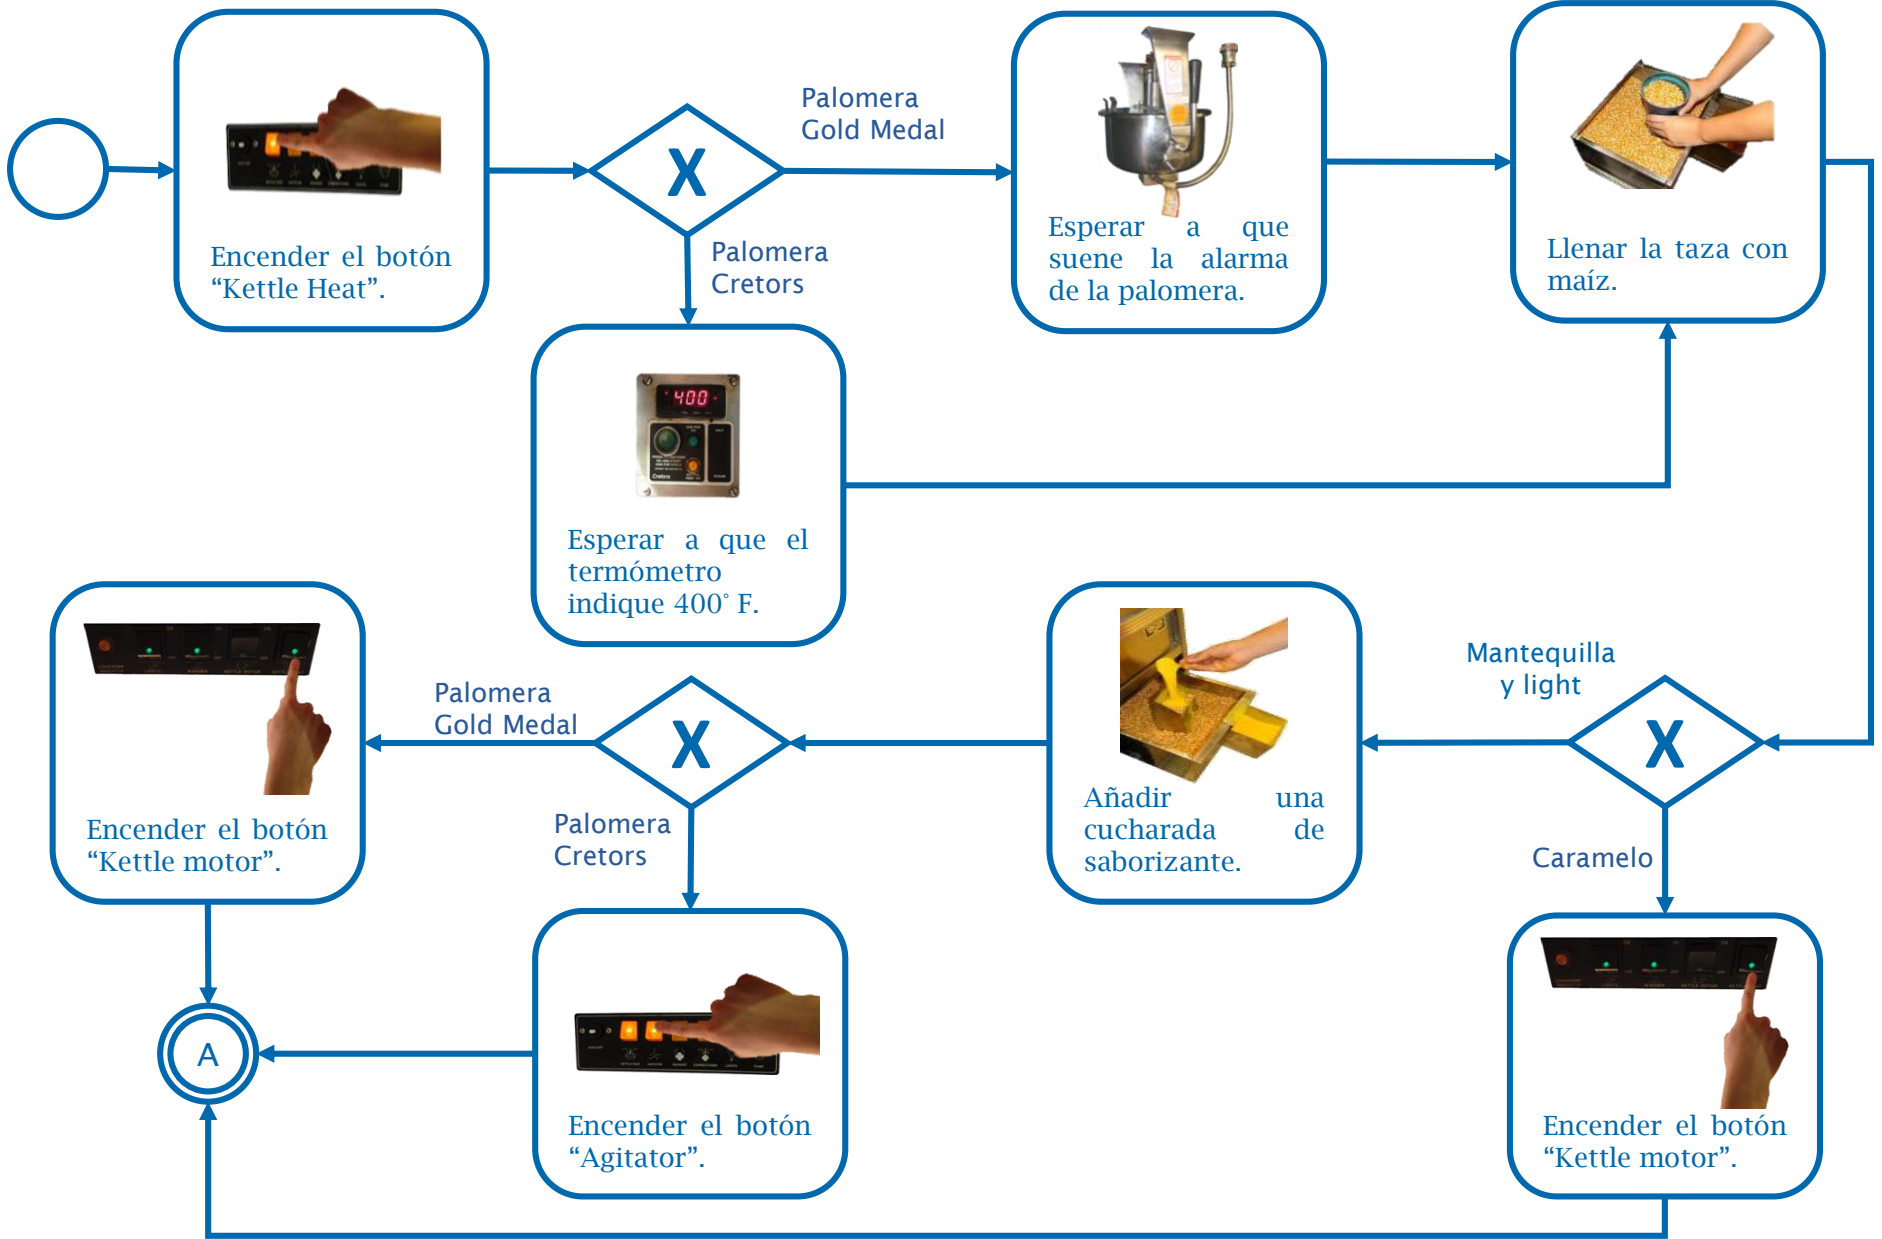 Encender el botón
“Kettle Heat”.
X
Palomera
Gold Medal
Palomera
Cretors
Esperar a que
suene la alarma
de la palomera.
Llenar la taza con
maíz.
400
Cretors
Esperar a que el
termómetro
indique 400° F.
Mantequilla
y light
X
Caramelo
Añadir una
cucharada de
saborizante.
X
Palomera
Gold Medal
Palomera
Cretors
Encender el botón
“Kettle motor”.
Encender el botón
“Agitator”.
Encender el botón
“Kettle motor”.
A